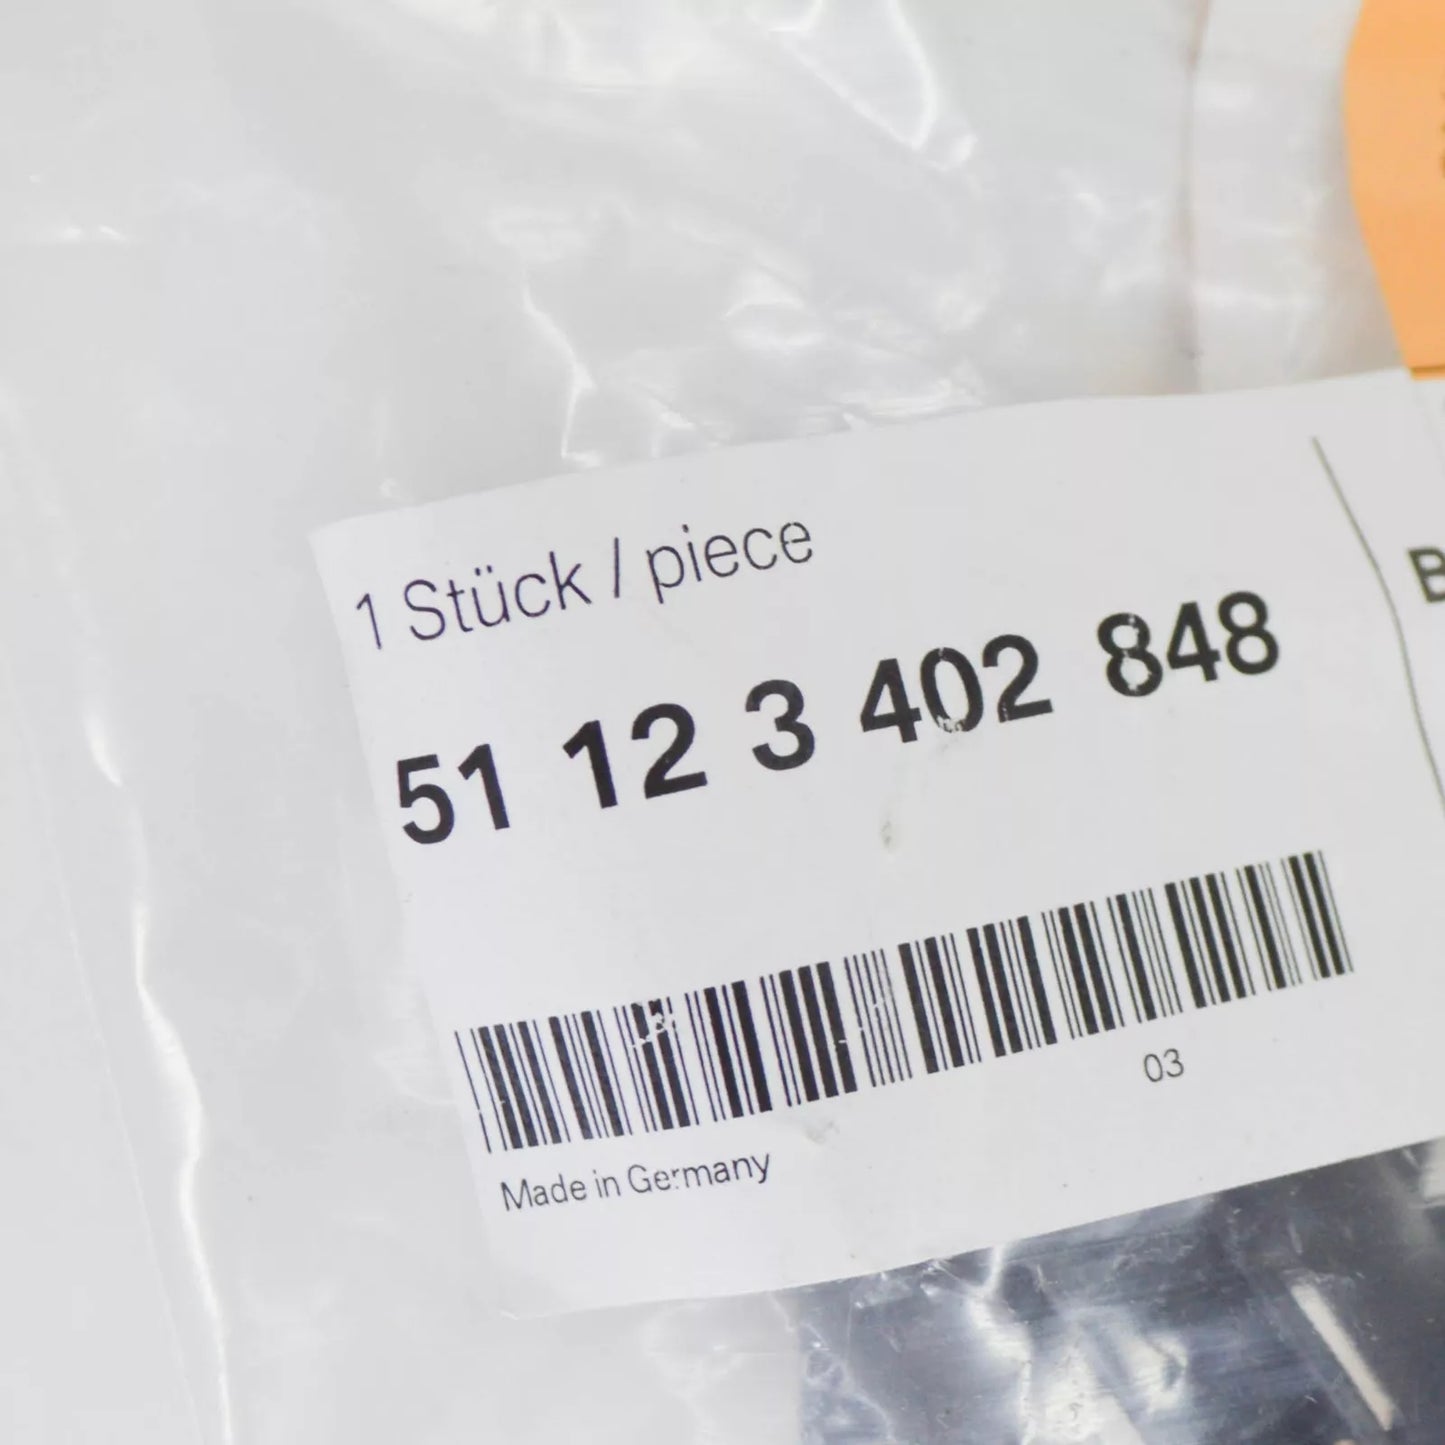 1 Stück / piece
51 12 3 402 848
03
Made in Germany
B